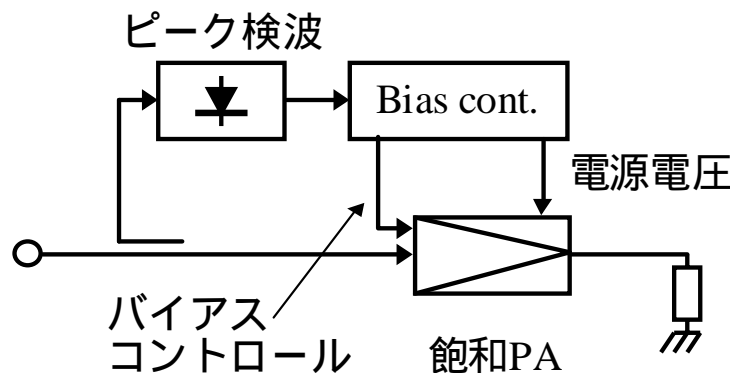 ピーク検波
Bias cont.
電源電圧
バイアス
コントロール
飽和PA